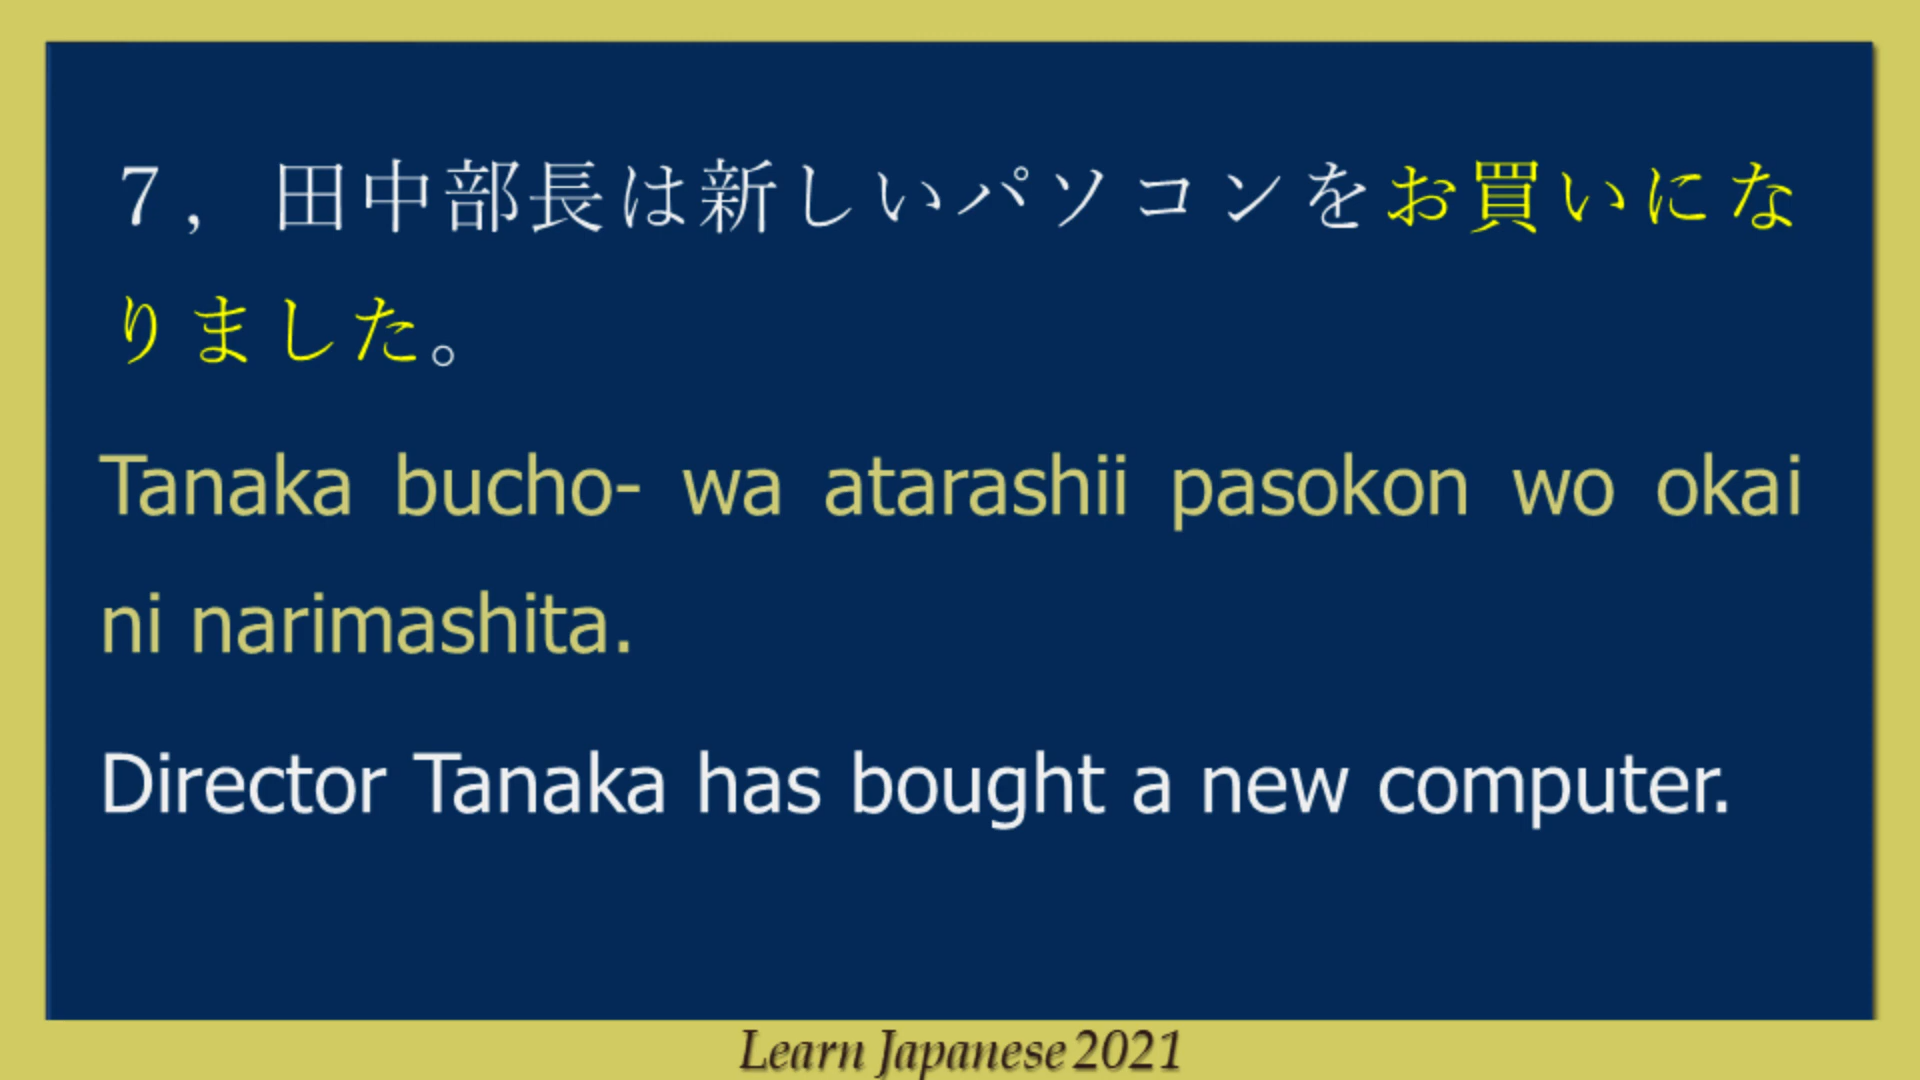 ７，田中部長は新しいパソコンをお買いにな
りました。
Tanaka bucho- wa atarashii pasokon wo okai
ni narimashita.
Director Tanaka has bought a new computer.
Learn Japanese 2021